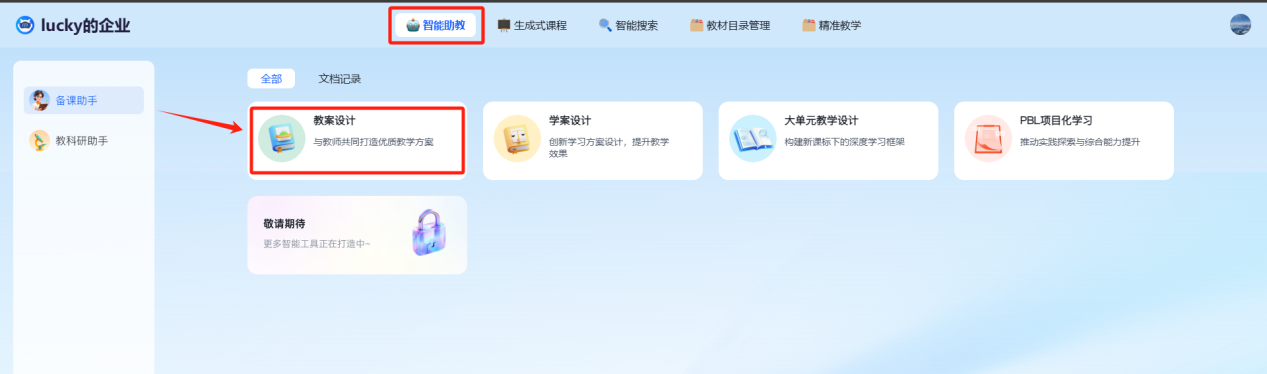 lucky的企业
智能助教
生成式课程
智能搜索
教材目录管理
精准教学
备课助手
教科研助手
全部
文档记录
教案设计
与教师共同打造优质教学方案
学案设计
创新学习方案设计，提升教学
效果
大单元教学设计
构建新课标下的深度学习框架
PBL项目化学习
推动实践探索与综合能力提升
敬请期待
更多智能工具正在打造中~